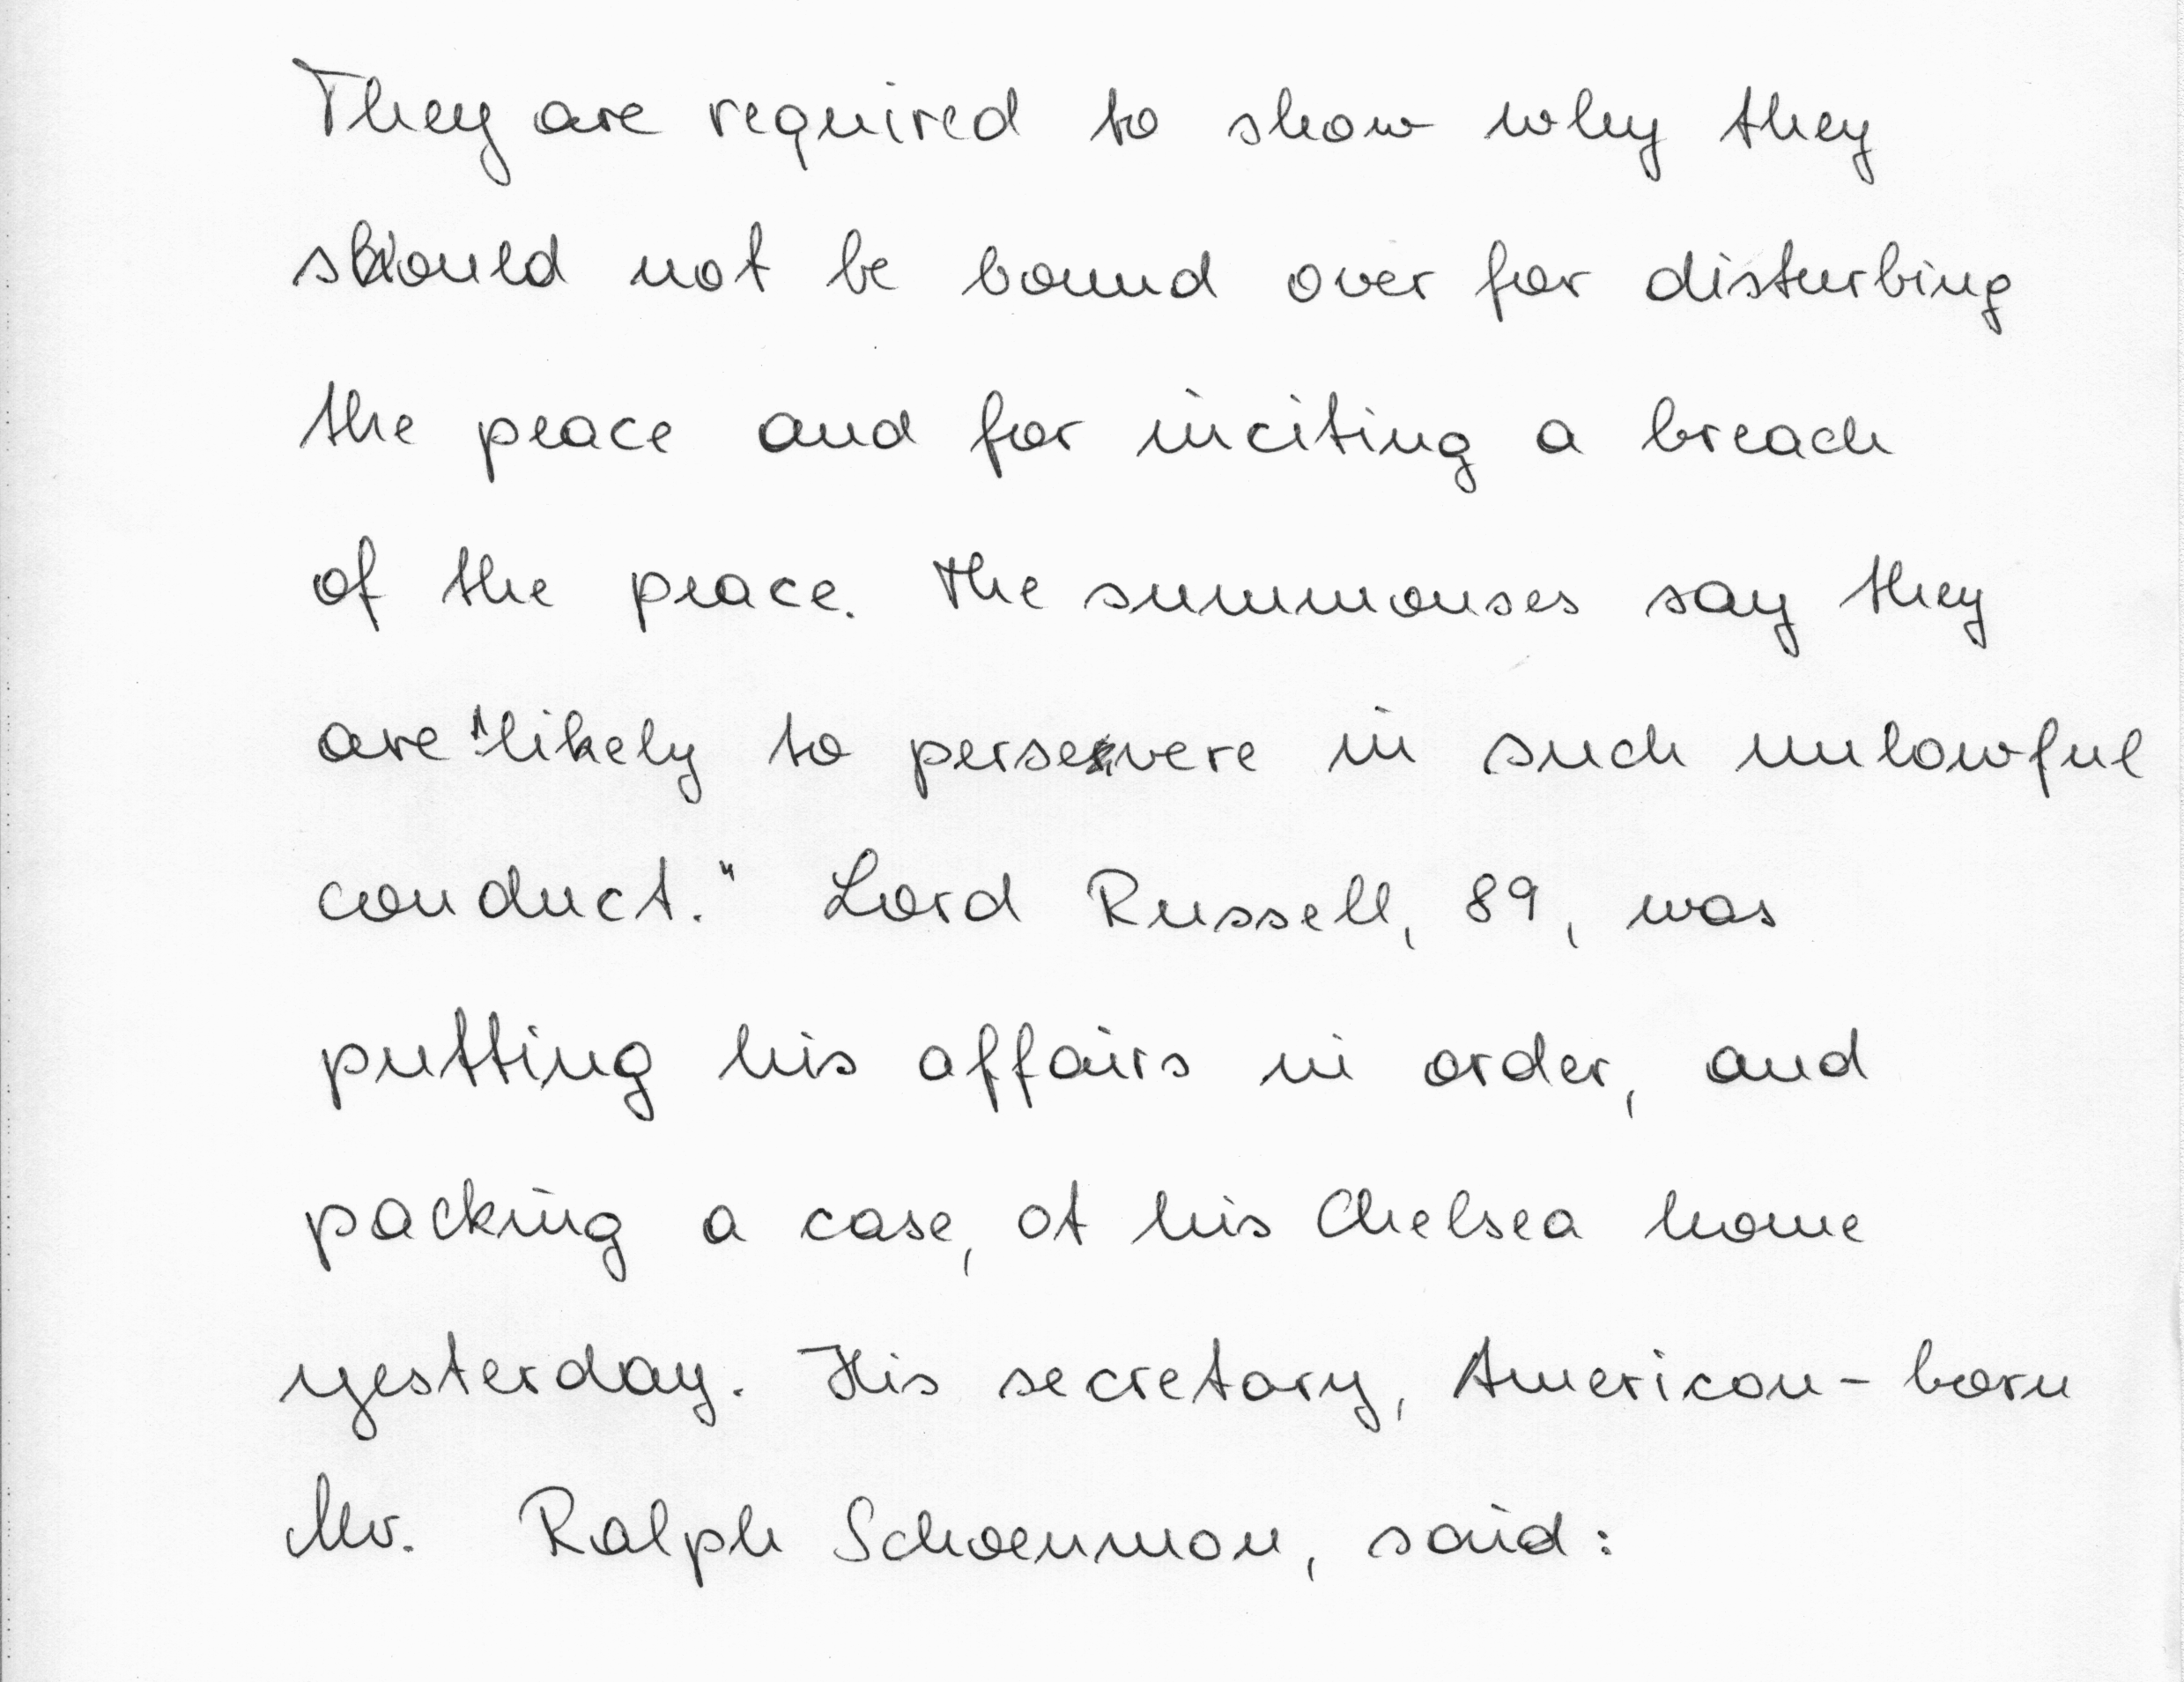 They are required to show why they
should not be bound over for disturbing
the peace and for inciting a breach
of the peace. The summonses say they
are "likely to persevere in such unlawful
conduct." Lord Russell, 89, was
putting his affairs in order, and
packing a case, at his Chelsea home
yesterday. His secretary, American-born
Mr. Ralph Schoenman, said: